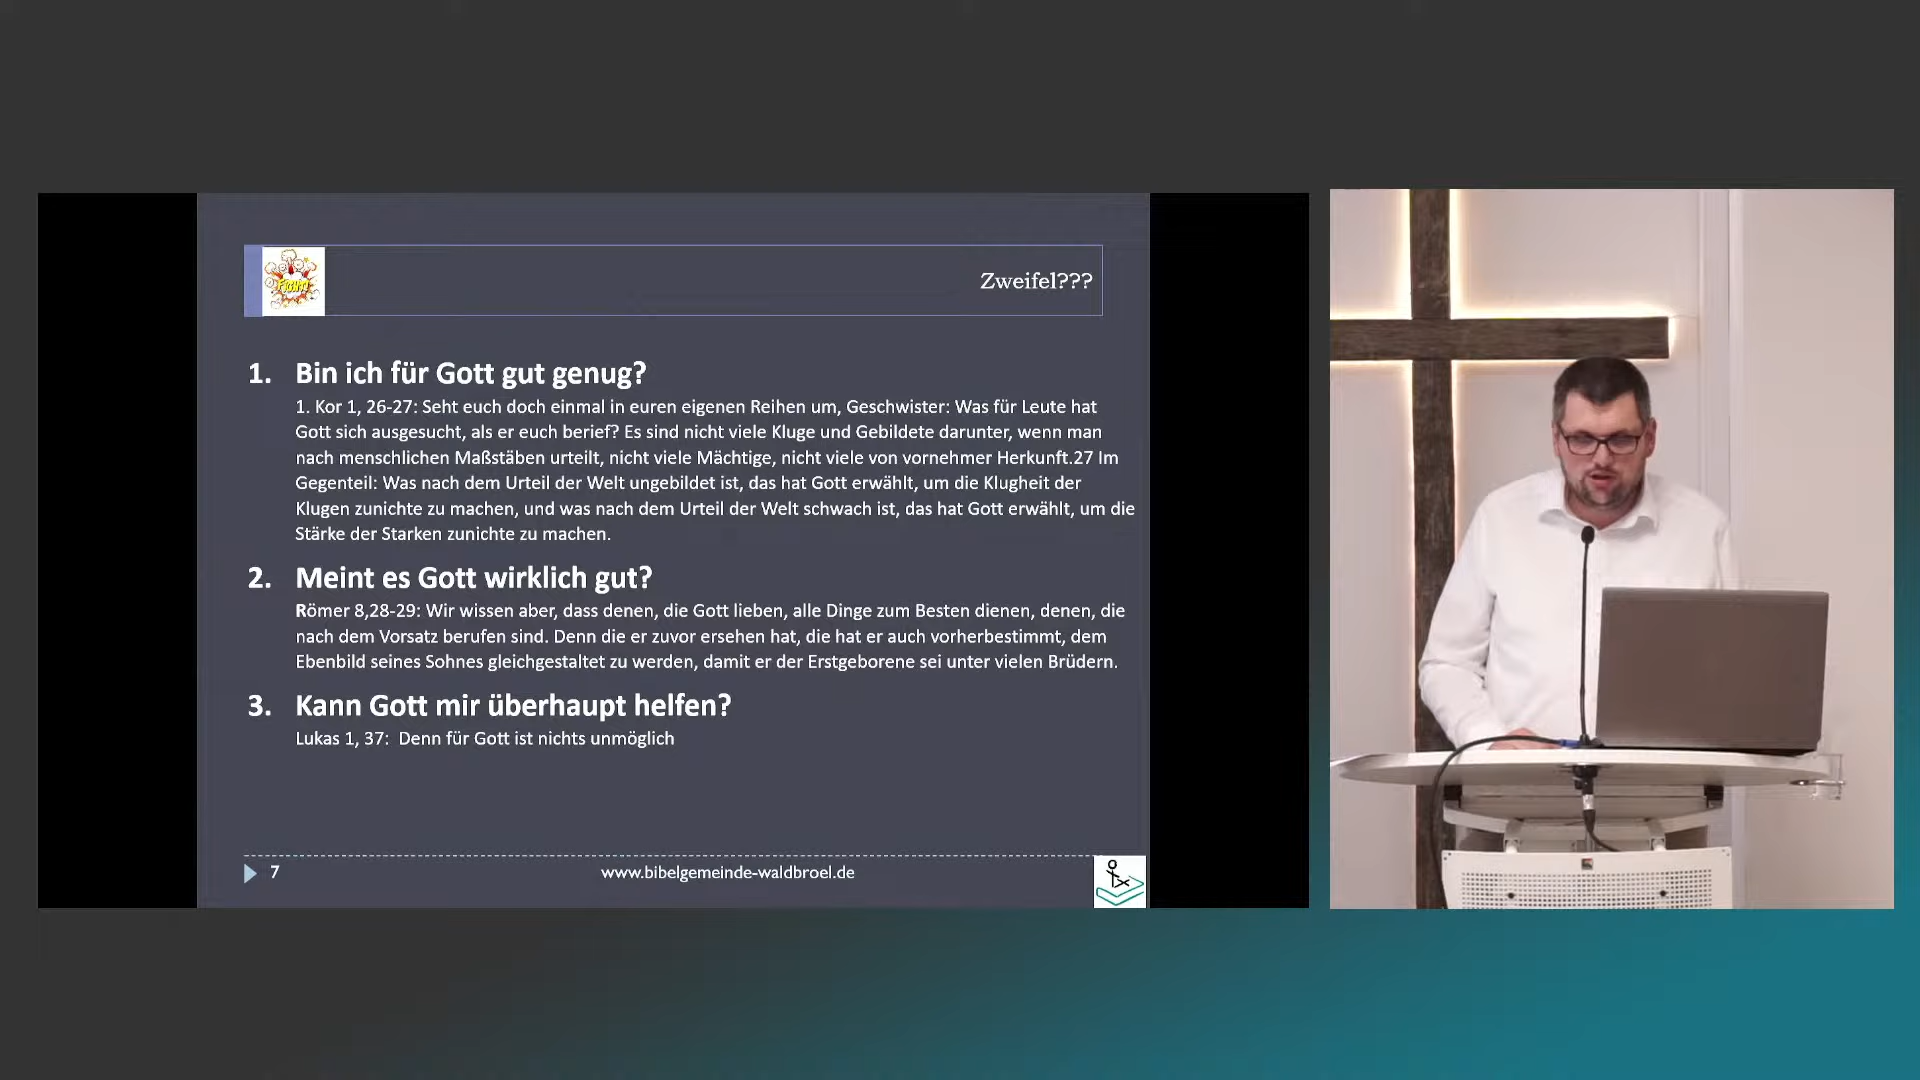 FIGHT!
Zweifel???
1. Bin ich für Gott gut genug?
1. Kor 1, 26-27: Seht euch doch einmal in euren eigenen Reihen um, Geschwister: Was für Leute hat
Gott sich ausgesucht, als er euch berief? Es sind nicht viele Kluge und Gebildete darunter, wenn man
nach menschlichen Maßstäben urteilt, nicht viele Mächtige, nicht viele von vornehmer Herkunft.27 Im
Gegenteil: Was nach dem Urteil der Welt ungebildet ist, das hat Gott erwählt, um die Klugheit der
Klugen zunichte zu machen, und was nach dem Urteil der Welt schwach ist, das hat Gott erwählt, um die
Stärke der Starken zunichte zu machen.
2. Meint es Gott wirklich gut?
Römer 8,28-29: Wir wissen aber, dass denen, die Gott lieben, alle Dinge zum Besten dienen, denen, die
nach dem Vorsatz berufen sind. Denn die er zuvor ersehen hat, die hat er auch vorherbestimmt, dem
Ebenbild seines Sohnes gleichgestaltet zu werden, damit er der Erstgeborene sei unter vielen Brüdern.
3. Kann Gott mir überhaupt helfen?
Lukas 1, 37: Denn für Gott ist nichts unmöglich
7
www.bibelgemeinde-waldbroel.de